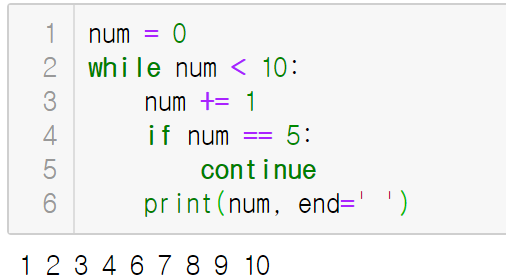 1 num = 0
2 while num < 10:
3     num += 1
4     if num == 5:
5         continue
6     print(num, end=' ')
1 2 3 4 6 7 8 9 10